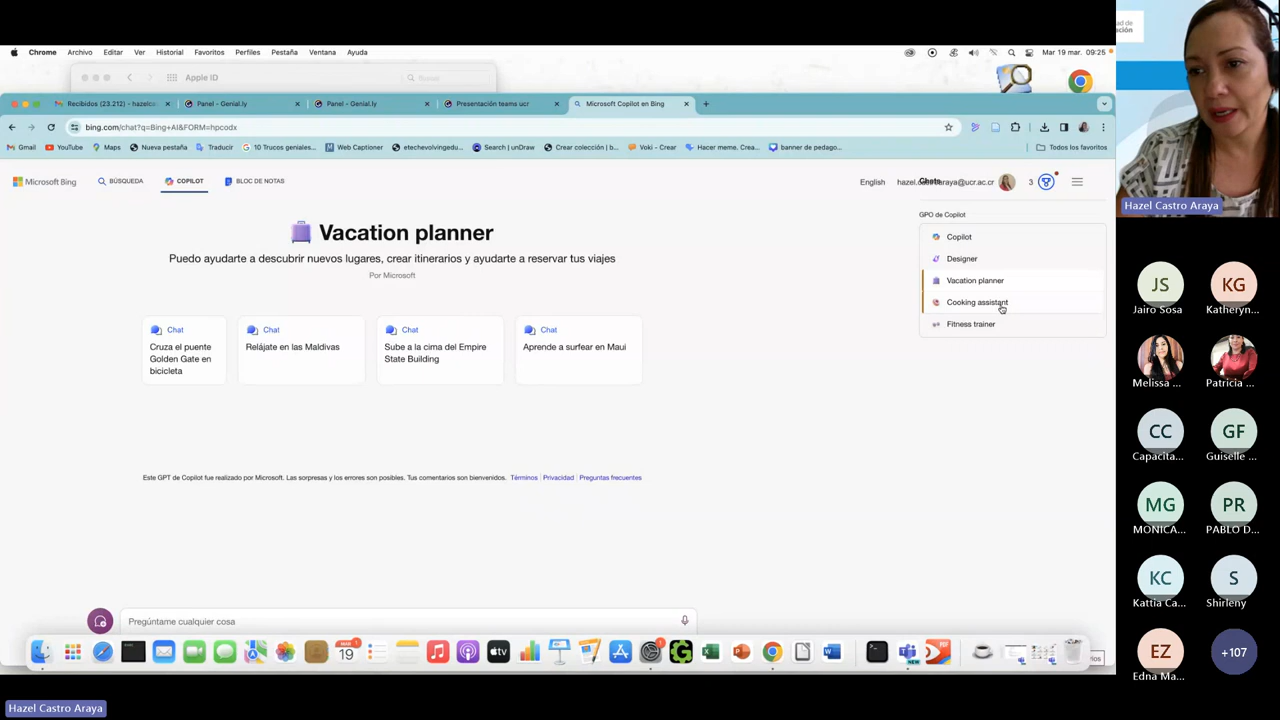 Chrome Archivo Editar Ver Historial Favoritos Perfiles Pestaña Ventana Ayuda
Mar 19 mar. 09:25
Apple ID
Recibidos (23.212) - hazelca
Panel - Genial.ly
Panel - Genial.ly
Presentación teams ucr
Microsoft Copilot en Bing
bing.com/chat?q=Bing+AI&FORM=hpcodx
Gmail YouTube Maps Nueva pestaña Traducir 10 Trucos geniales... Web Captioner etechevolvingedu... Search | unDraw Crear colección | b... Voki - Crear Hacer meme. Crea... banner de pedago... Todos los favoritos
Microsoft Bing BÚSQUEDA COPILOT BLOC DE NOTAS English 3
GPO de Copilot
Copilot
Designer
Vacation planner
Cooking assistant
Fitness trainer
Vacation planner
Puedo ayudarte a descubrir nuevos lugares, crear itinerarios y ayudarte a reservar tus viajes
Por Microsoft
Chat
Cruza el puente
Golden Gate en
bicicleta
Chat
Relájate en las Maldivas
Chat
Sube a la cima del Empire
State Building
Chat
Aprende a surfear en Maui
Este GPT de Copilot fue realizado por Microsoft. Las sorpresas y los errores son posibles. Tus comentarios son bienvenidos. Términos Privacidad Preguntas frecuentes
Pregúntame cualquier cosa
MAR
19
NEW
Hazel Castro Araya
Hazel Castro Araya
JS
Jairo Sosa
KG
Katheryn...
Melissa ...
Patricia ...
CC
Capacita...
GF
Guiselle ...
MG
MONICA...
PR
PABLO D...
KC
Kattia Ca...
S
Shirleny
EZ
Edna Ma...
+107